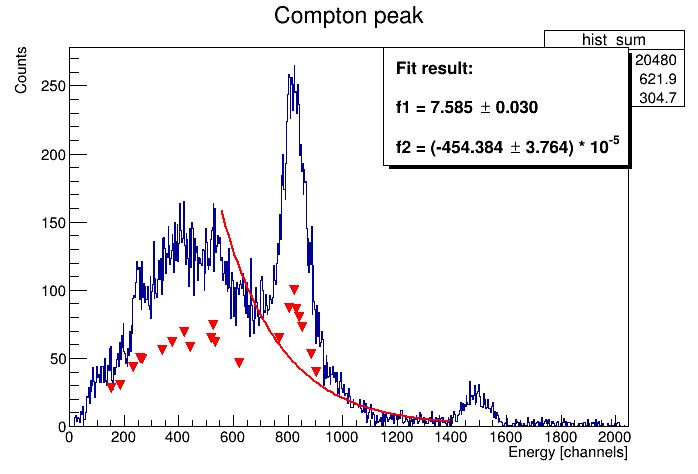 Compton peak
hist_sum
20480
621.9
304.7
Fit result:
f1 = 7.585 ± 0.030
f2 = (-454.384 ± 3.764) * 10^-5
Counts
250
200
150
100
50
0
0 200 400 600 800 1000 1200 1400 1600 1800 2000
Energy [channels]